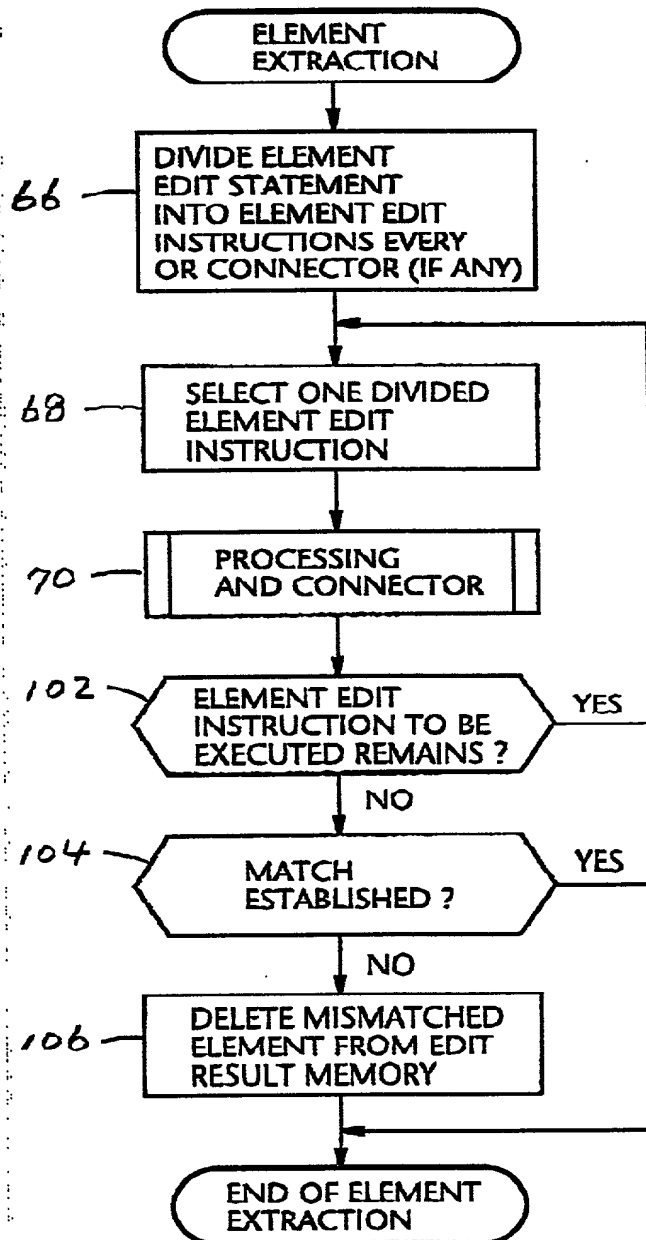 ELEMENT
EXTRACTION
66
DIVIDE ELEMENT
EDIT STATEMENT
INTO ELEMENT EDIT
INSTRUCTIONS EVERY
OR CONNECTOR (IF ANY)
68
SELECT ONE DIVIDED
ELEMENT EDIT
INSTRUCTION
70
PROCESSING
AND CONNECTOR
102
ELEMENT EDIT
INSTRUCTION TO BE
EXECUTED REMAINS ?
YES
NO
104
MATCH
ESTABLISHED ?
YES
NO
106
DELETE MISMATCHED
ELEMENT FROM EDIT
RESULT MEMORY
END OF ELEMENT
EXTRACTION